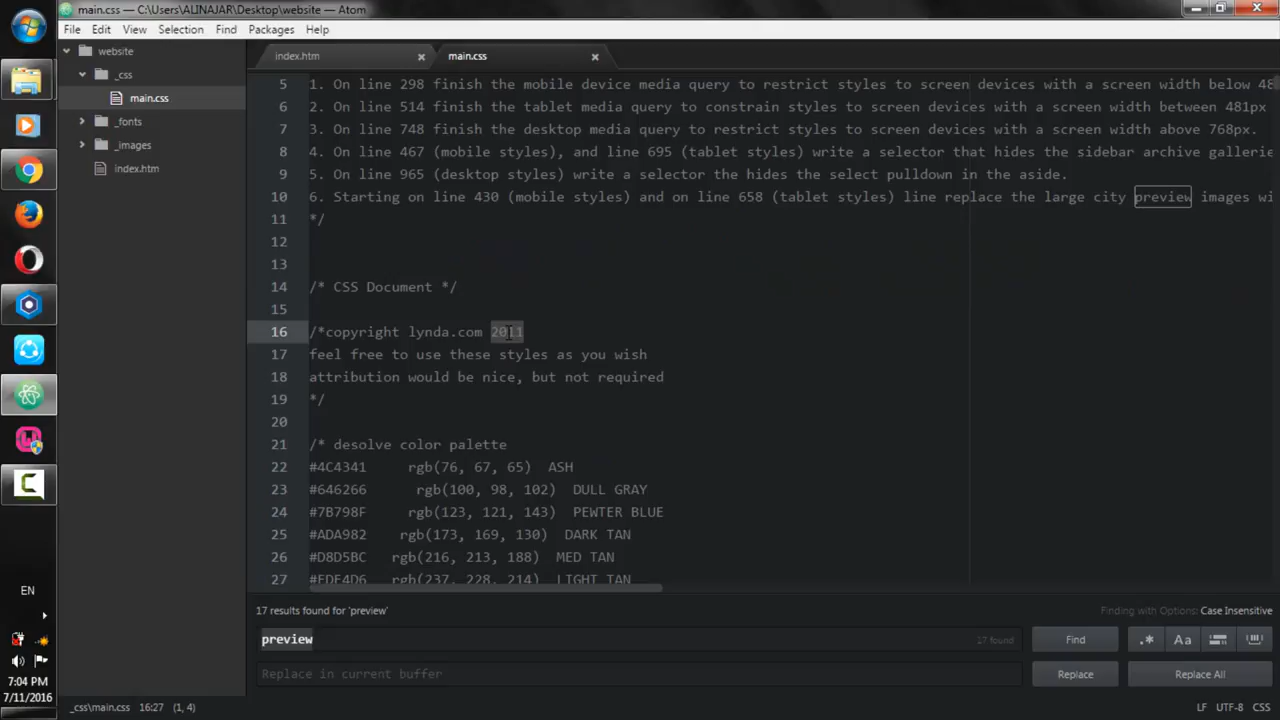 main.css — C:\Users\ALINAJAR\Desktop\website — Atom
File Edit View Selection Find Packages Help
website
_css
main.css
_fonts
_images
index.htm
index.htm
main.css
5 1. On line 298 finish the mobile device media query to restrict styles to screen devices with a screen width below 48
6 2. On line 514 finish the tablet media query to constrain styles to screen devices with a screen width between 481px
7 3. On line 748 finish the desktop media query to restrict styles to screen devices with a screen width above 768px.
8 4. On line 467 (mobile styles), and line 695 (tablet styles) write a selector that hides the sidebar archive gallerie
9 5. On line 965 (desktop styles) write a selector the hides the select pulldown in the aside.
10 6. Starting on line 430 (mobile styles) and on line 658 (tablet styles) line replace the large city preview images wi
11 */
12
13
14 /* CSS Document */
15
16 /*copyright lynda.com 2011
17 feel free to use these styles as you wish
18 attribution would be nice, but not required
19 */
20
21 /* desolve color palette
22 #4C4341 rgb(76, 67, 65) ASH
23 #646266 rgb(100, 98, 102) DULL GRAY
24 #7B798F rgb(123, 121, 143) PEWTER BLUE
25 #ADA982 rgb(173, 169, 130) DARK TAN
26 #D8D5BC rgb(216, 213, 188) MED TAN
27 #EDE4D6 rgb(237, 228, 214) LIGHT TAN
17 results found for 'preview'
Finding with Options: Case Insensitive
preview
17 found
Find
.*
Aa
Replace in current buffer
Replace
Replace All
_css\main.css 16:27 (1, 4)
LF UTF-8 CSS
EN
7:04 PM
7/11/2016